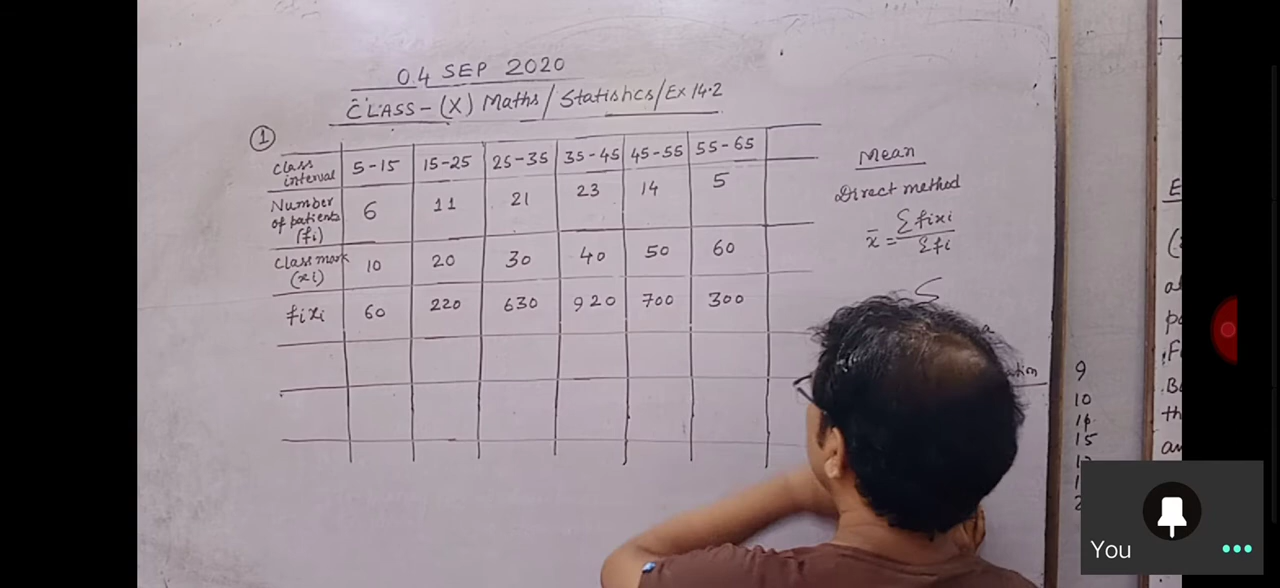 04 SEP 2020
CLASS-(X) Maths/Statistics/Ex 14.2
1
Class interval 5-15 15-25 25-35 35-45 45-55 55-65
Number of patients (fi) 6 11 21 23 14 5
Class mark (xi) 10 20 30 40 50 60
fixi 60 220 630 920 700 300
Mean
Direct method
x̄ = Σfixi / Σfi
9
10
15
You